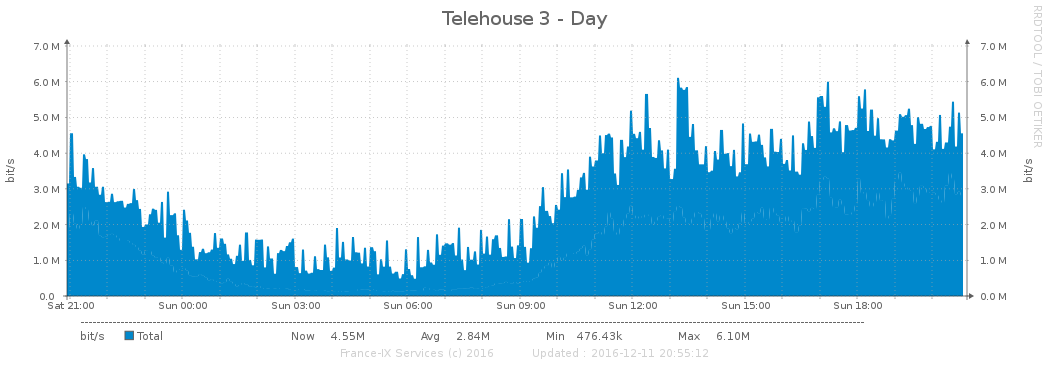 Telehouse 3 - Day
RRDTOOL / TOBI OETIKER
7.0 M 7.0 M
6.0 M 6.0 M
5.0 M 5.0 M
4.0 M 4.0 M
3.0 M 3.0 M
2.0 M 2.0 M
1.0 M 1.0 M
0.0 0.0 M
bit/s bit/s
Sat 21:00 Sun 00:00 Sun 03:00 Sun 06:00 Sun 09:00 Sun 12:00 Sun 15:00 Sun 18:00
bit/s Total Now 4.55M Avg 2.84M Min 476.43k Max 6.10M
France-IX Services (c) 2016 Updated : 2016-12-11 20:55:12